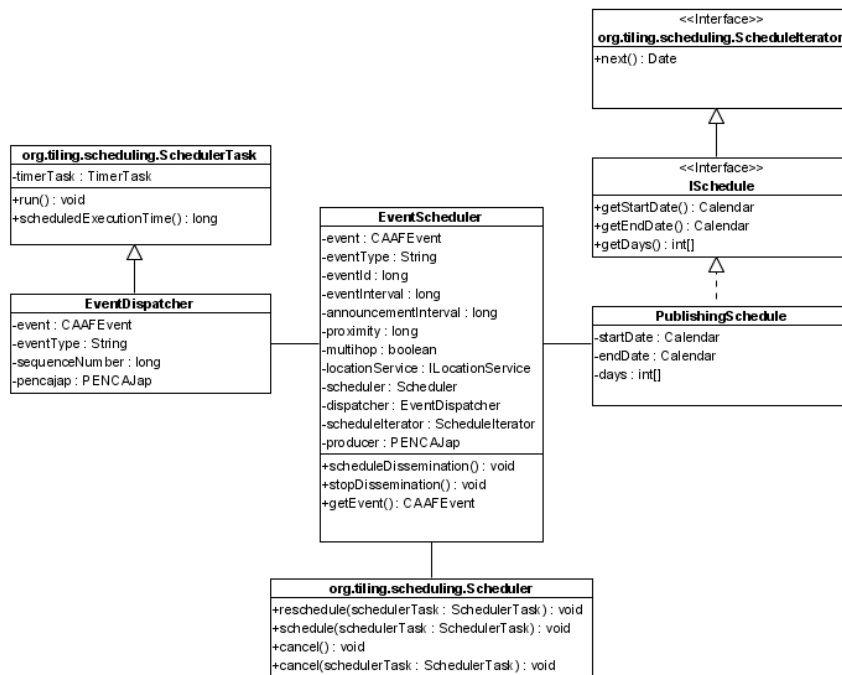 <<Interface>>
org.tiling.scheduling.ScheduleIterator
+next() : Date
org.tiling.scheduling.SchedulerTask
-timerTask : TimerTask
+run() : void
+scheduledExecutionTime() : long
<<Interface>>
ISchedule
+getStartDate() : Calendar
+getEndDate() : Calendar
+getDays() : int[]
EventScheduler
-event : CAAFEvent
-eventType : String
-eventId : long
-eventInterval : long
-announcementInterval : long
-proximity : long
-multihop : boolean
-locationService : ILocationService
-scheduler : Scheduler
-dispatcher : EventDispatcher
-scheduleIterator : ScheduleIterator
-producer : PENCAJap
+scheduleDissemination() : void
+stopDissemination() : void
+getEvent() : CAAFEvent
EventDispatcher
-event : CAAFEvent
-eventType : String
-sequenceNumber : long
-pencajap : PENCAJap
PublishingSchedule
-startDate : Calendar
-endDate : Calendar
-days : int[]
org.tiling.scheduling.Scheduler
+reschedule(schedulerTask : SchedulerTask) : void
+schedule(schedulerTask : SchedulerTask) : void
+cancel() : void
+cancel(schedulerTask : SchedulerTask) : void